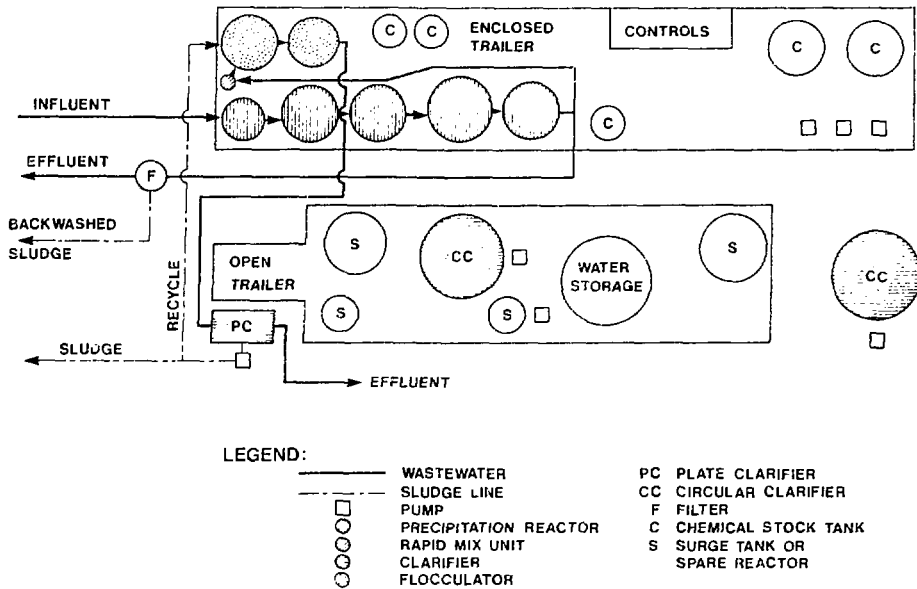 C
C
ENCLOSED
TRAILER
CONTROLS
C
C
INFLUENT
C
EFFLUENT
F
BACKWASHED
SLUDGE
RECYCLE
OPEN
TRAILER
S
CC
WATER
STORAGE
S
CC
S
S
PC
SLUDGE
EFFLUENT
LEGEND:
WASTEWATER
SLUDGE LINE
PUMP
PRECIPITATION REACTOR
RAPID MIX UNIT
CLARIFIER
FLOCCULATOR
PC PLATE CLARIFIER
CC CIRCULAR CLARIFIER
F FILTER
C CHEMICAL STOCK TANK
S SURGE TANK OR
SPARE REACTOR